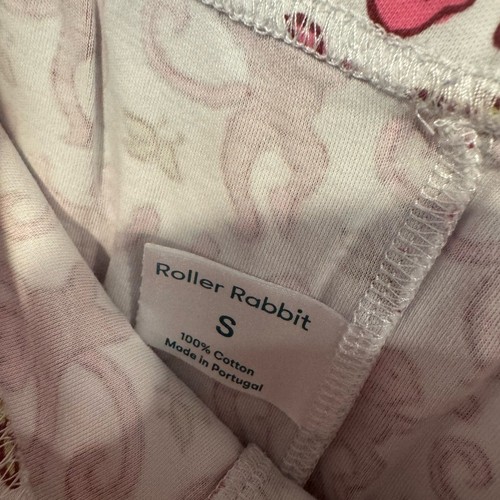 Roller Rabbit
S
100% Cotton
Made in Portugal